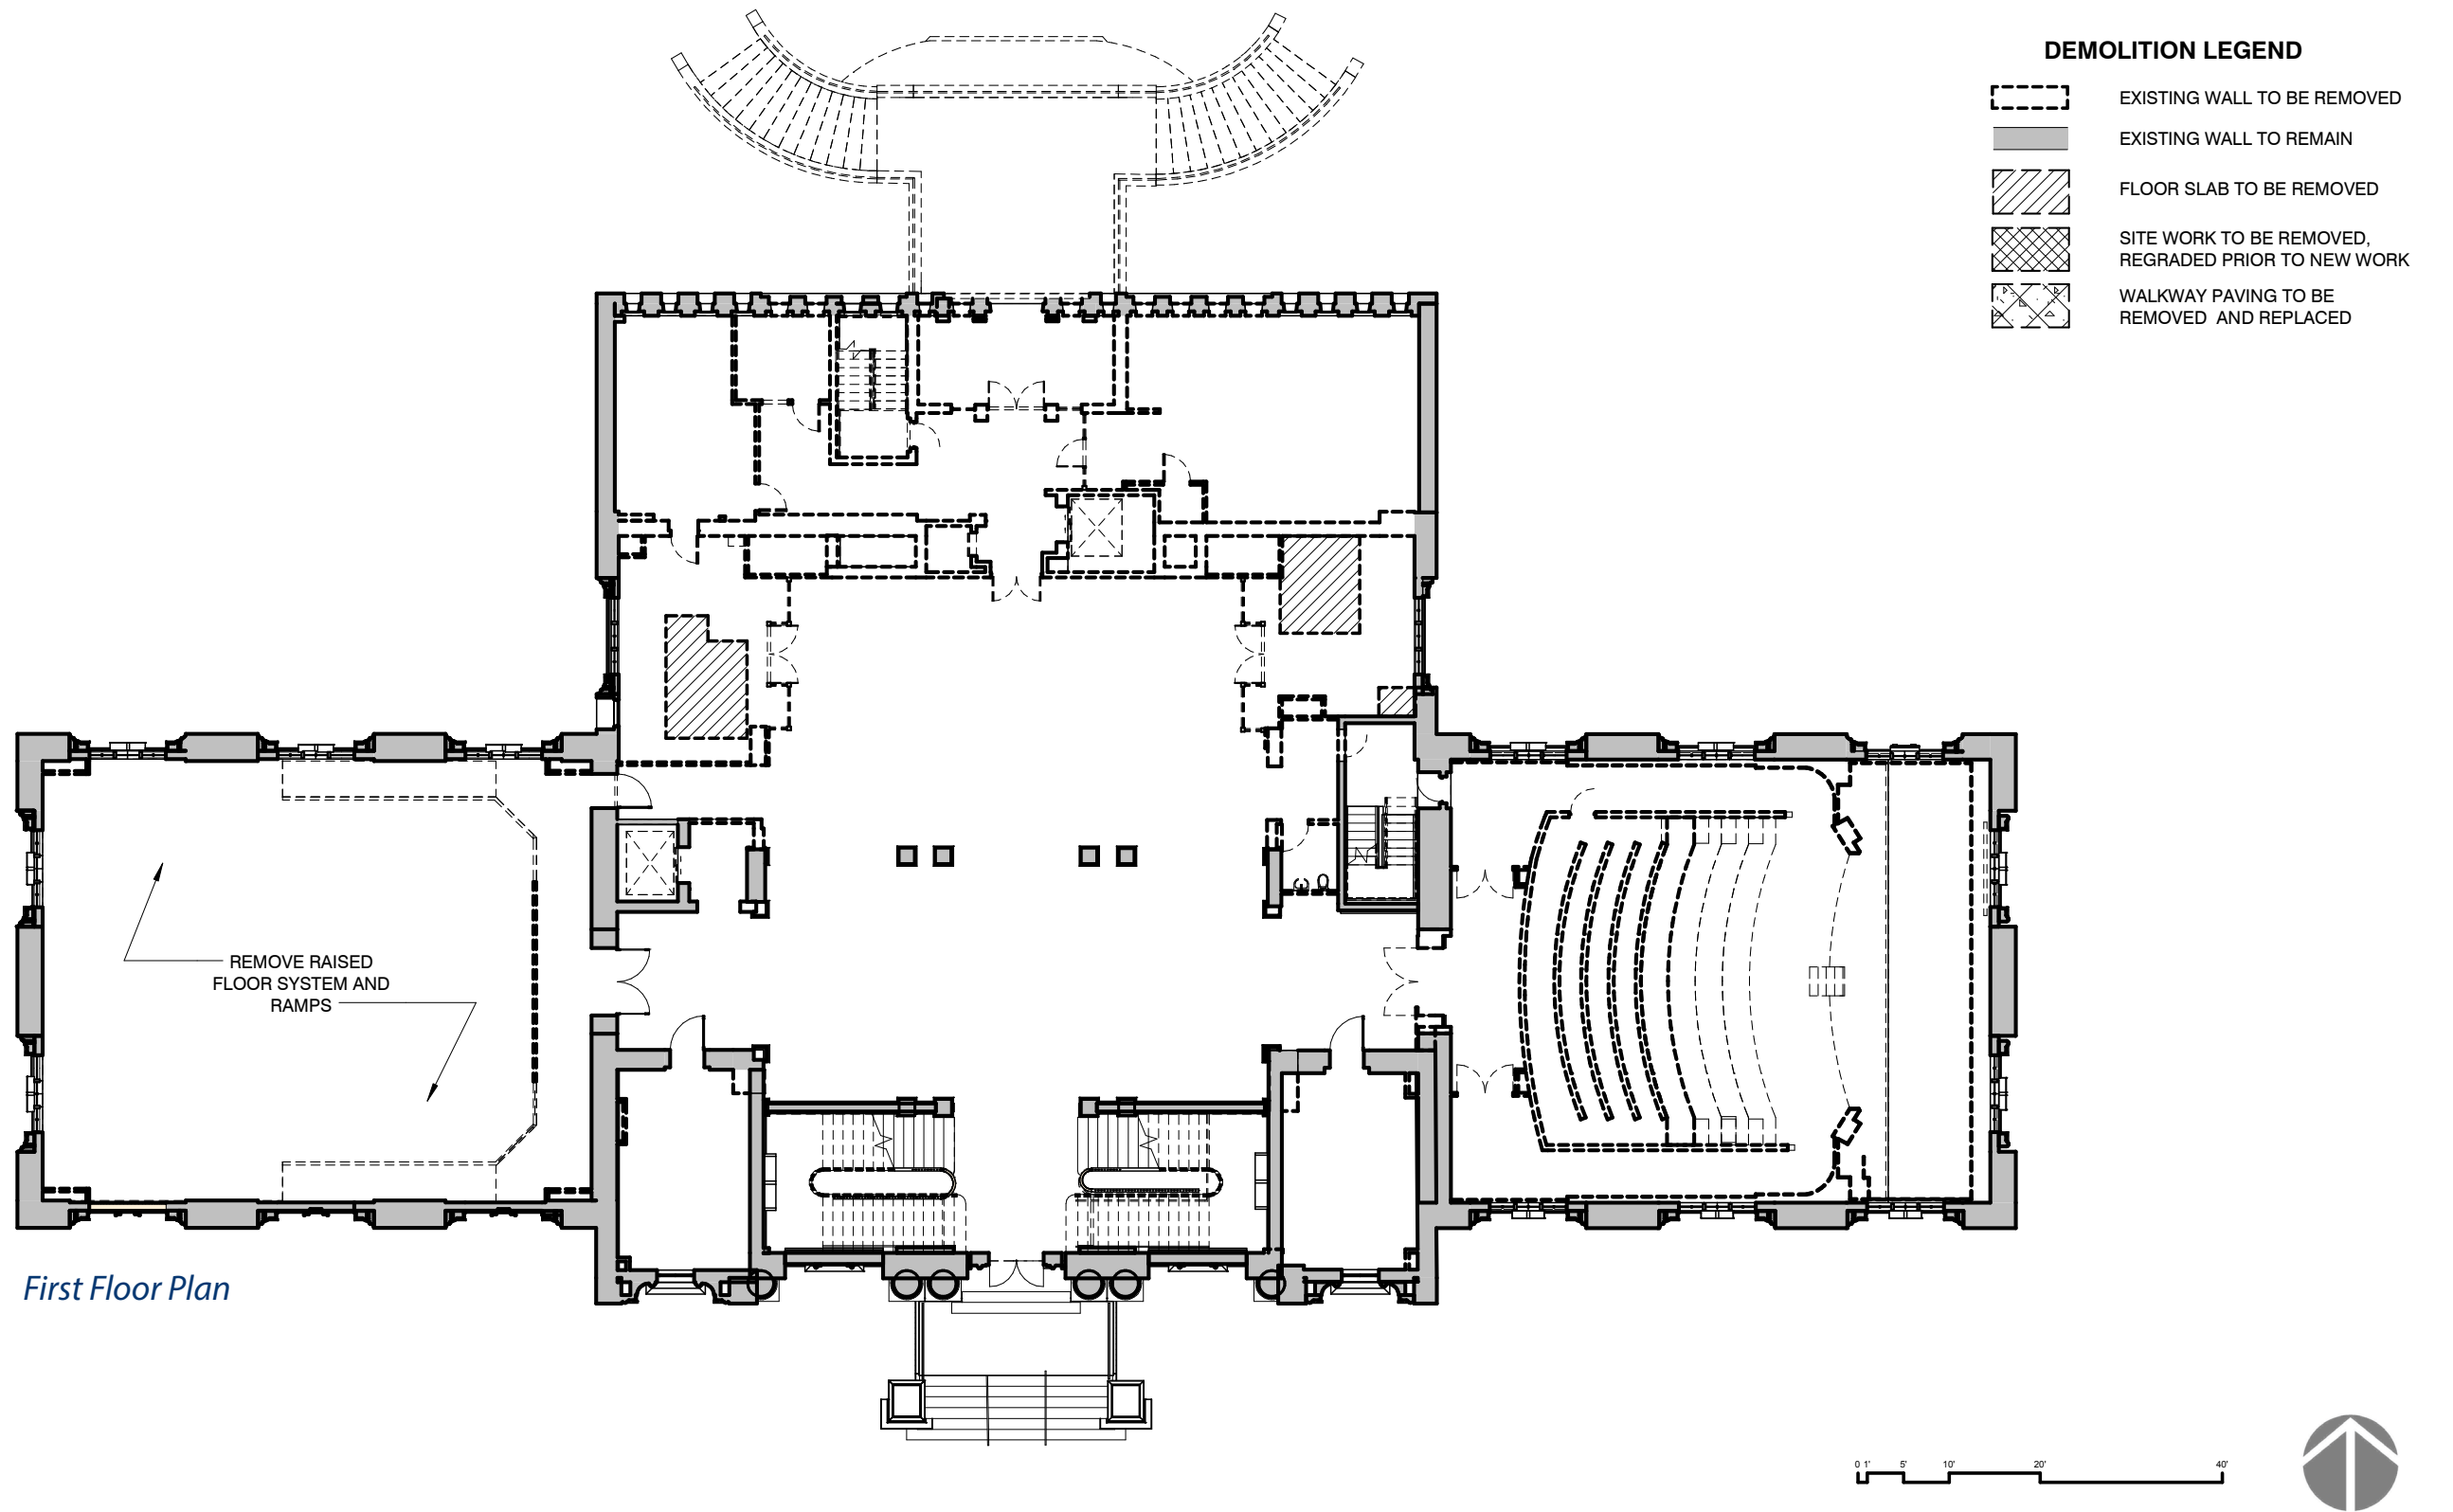 DEMOLITION LEGEND
EXISTING WALL TO BE REMOVED
EXISTING WALL TO REMAIN
FLOOR SLAB TO BE REMOVED
SITE WORK TO BE REMOVED,
REGRADED PRIOR TO NEW WORK
WALKWAY PAVING TO BE
REMOVED AND REPLACED
REMOVE RAISED
FLOOR SYSTEM AND
RAMPS
First Floor Plan
0 1' 5' 10' 20' 40'